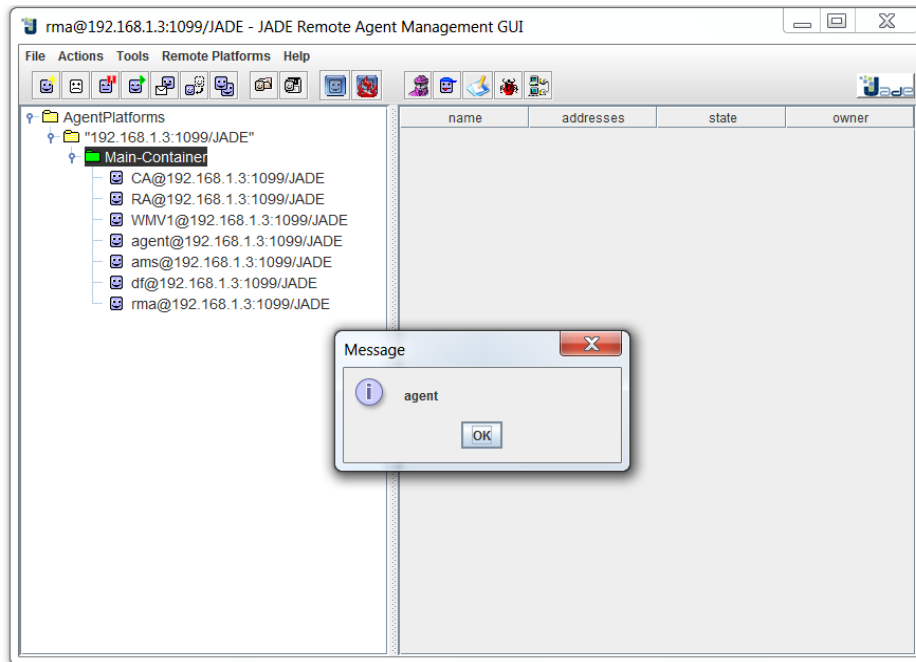 rma@192.168.1.3:1099/JADE - JADE Remote Agent Management GUI
File Actions Tools Remote Platforms Help
Jade
AgentPlatforms
"192.168.1.3:1099/JADE"
Main-Container
CA@192.168.1.3:1099/JADE
RA@192.168.1.3:1099/JADE
WMV1@192.168.1.3:1099/JADE
agent@192.168.1.3:1099/JADE
ams@192.168.1.3:1099/JADE
df@192.168.1.3:1099/JADE
rma@192.168.1.3:1099/JADE
name addresses state owner
Message
i agent
OK